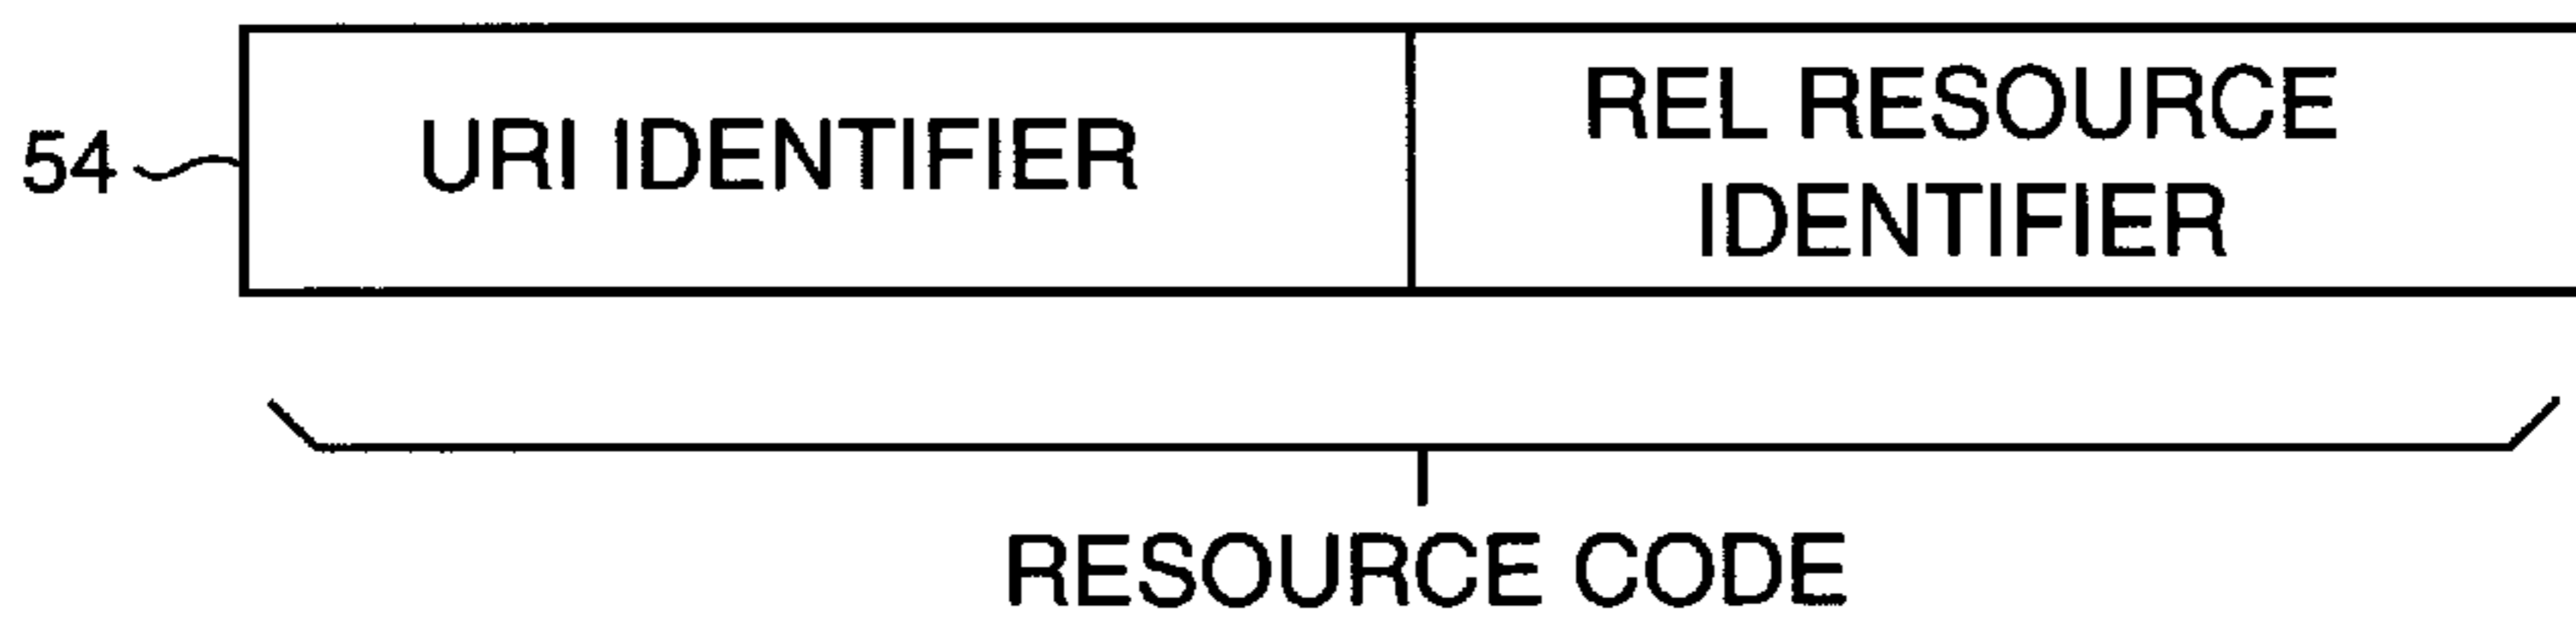 54
URI IDENTIFIER
REL RESOURCE
IDENTIFIER
RESOURCE CODE